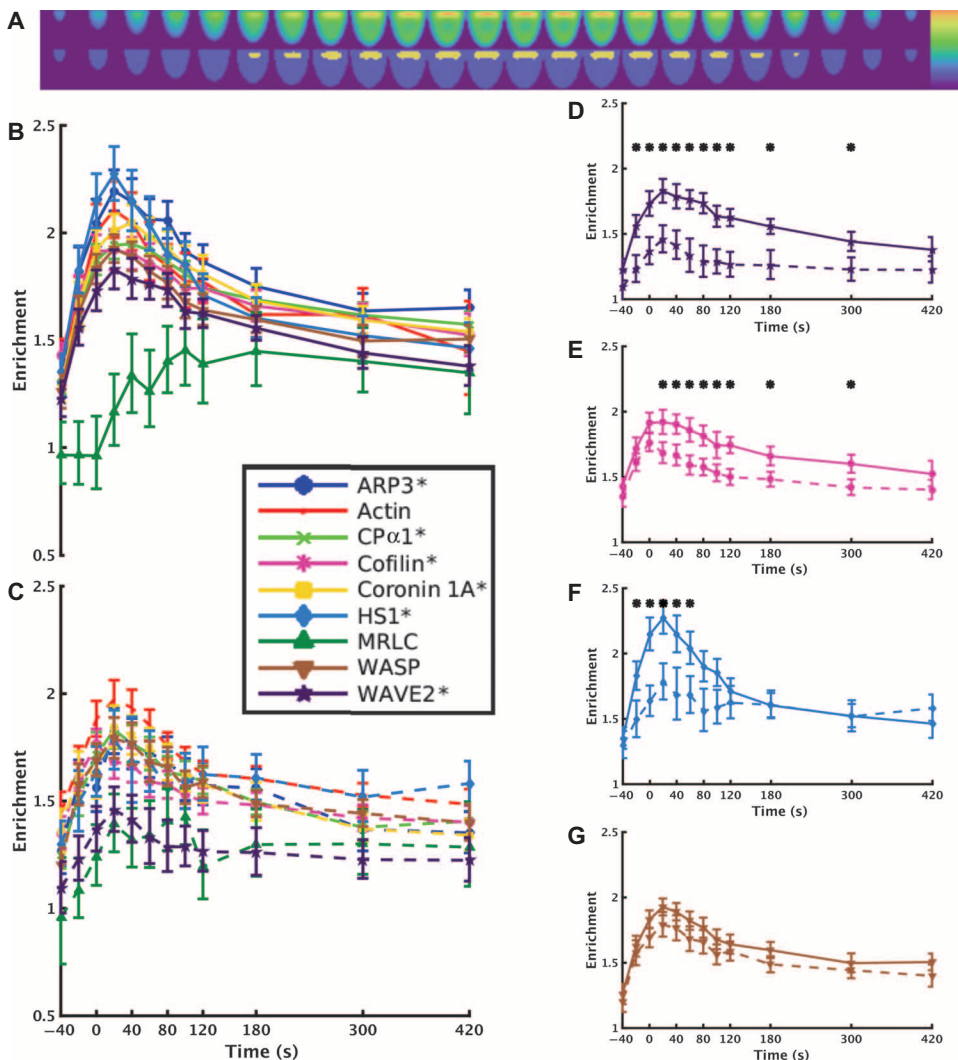 A
B
Enrichment
2.5
2
1.5
1
0.5
ARP3*
Actin
CPα1*
Cofilin*
Coronin 1A*
HS1*
MRLC
WASP
WAVE2*
C
Enrichment
2.5
2
1.5
1
0.5
−40 0 40 80 120 180 300 420
Time (s)
D
Enrichment
2.5
2
1.5
1
−40 0 40 80 120 180 300 420
Time (s)
E
Enrichment
2.5
2
1.5
1
−40 0 40 80 120 180 300 420
Time (s)
F
Enrichment
2.5
2
1.5
1
−40 0 40 80 120 180 300 420
Time (s)
G
Enrichment
2.5
2
1.5
1
−40 0 40 80 120 180 300 420
Time (s)